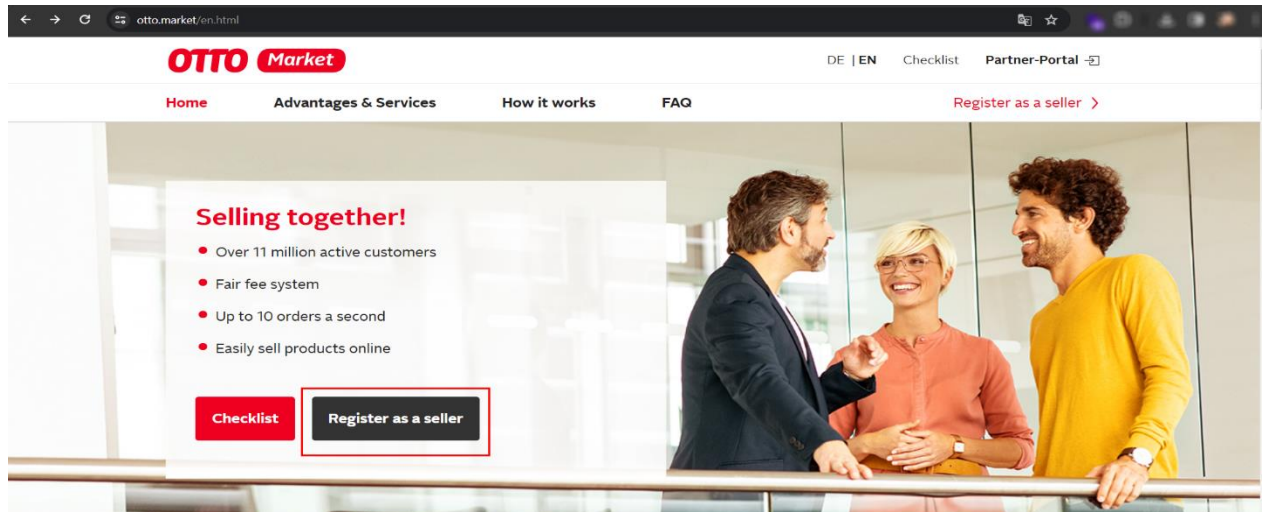 otto.market/en.html
OTTO Market
DE | EN Checklist Partner-Portal
Home Advantages & Services How it works FAQ Register as a seller
Selling together!
Over 11 million active customers
Fair fee system
Up to 10 orders a second
Easily sell products online
Checklist Register as a seller